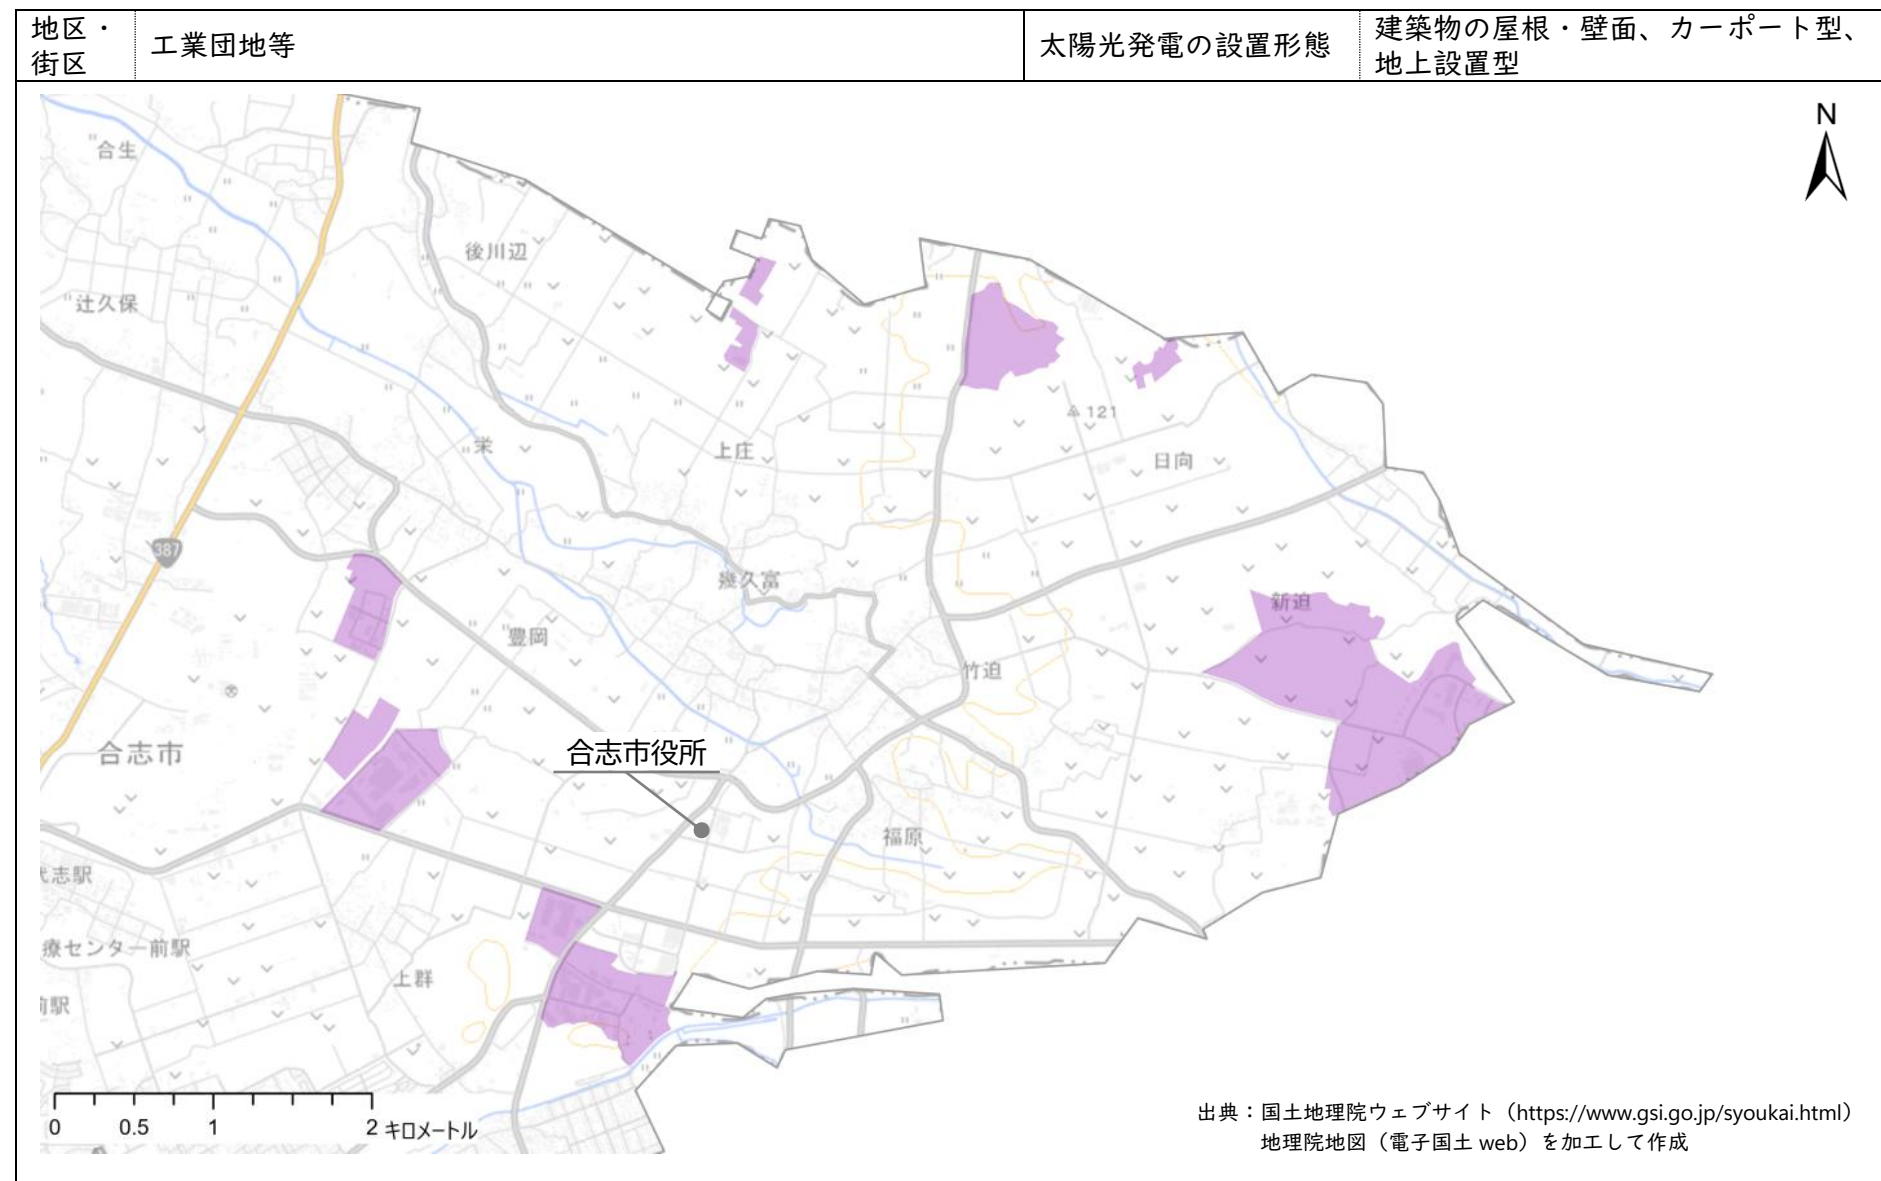 地区・
街区
工業団地等
太陽光発電の設置形態
建築物の屋根・壁面、カーポート型、
地上設置型
N
合生
後川辺
辻久保
121
栄
上庄
日向
387
幾久富
新迫
豊岡
竹迫
合志市
合志市役所
福原
志駅
療センター前駅
上群
前駅
0 0.5 1 2 キロメートル
出典：国土地理院ウェブサイト（https://www.gsi.go.jp/syoukai.html）
地理院地図（電子国土 web）を加工して作成